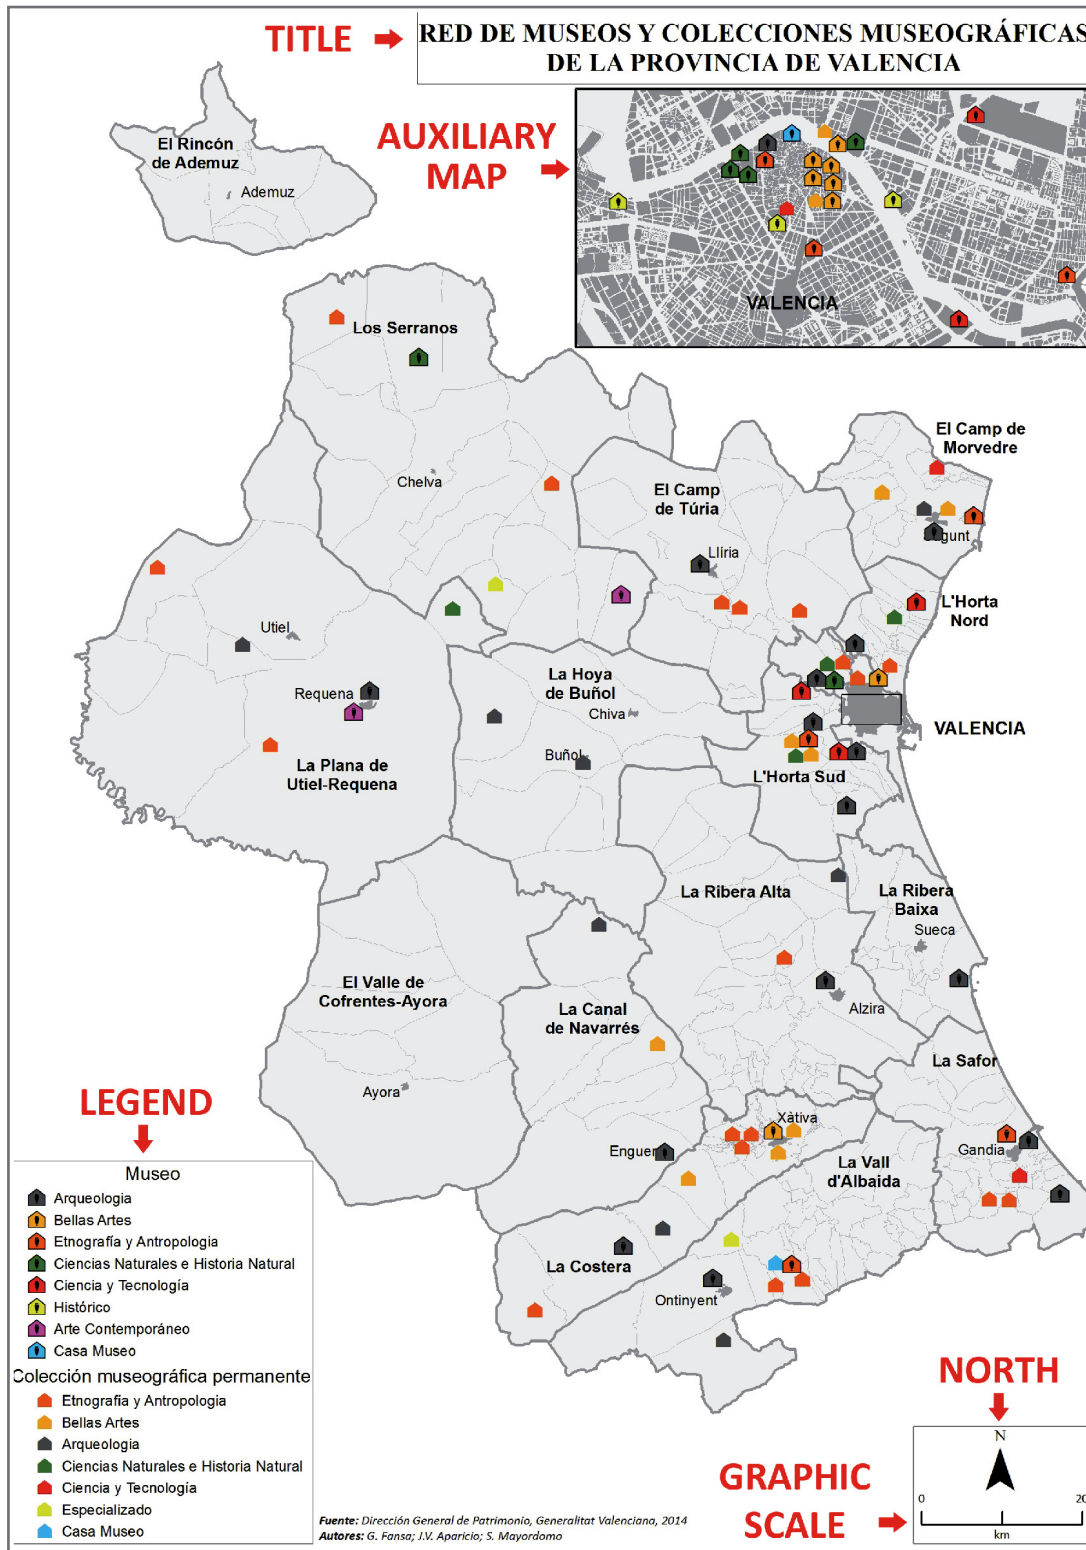 TITLE
RED DE MUSEOS Y COLECCIONES MUSEOGRÁFICAS
DE LA PROVINCIA DE VALENCIA
AUXILIARY
MAP
VALENCIA
El Rincón
de Ademuz
Ademuz
Los Serranos
Chelva
El Camp de
Morvedre
El Camp
de Túria
Llíria
L'Horta
Nord
Utiel
Requena
La Hoya
de Buñol
Chiva
Buñol
VALENCIA
La Plana de
Utiel-Requena
L'Horta Sud
La Ribera Alta
La Ribera
Baixa
Sueca
El Valle de
Cofrentes-Ayora
La Canal
de Navarrés
Alzira
La Safor
Ayora
Xàtiva
Enguer
Gandia
La Vall
d'Albaida
La Costera
Ontinyent
LEGEND
Museo
Arqueologia
Bellas Artes
Etnografía y Antropologia
Ciencias Naturales e Historia Natural
Ciencia y Tecnología
Histórico
Arte Contemporáneo
Casa Museo
Colección museográfica permanente
Etnografía y Antropologia
Bellas Artes
Arqueologia
Ciencias Naturales e Historia Natural
Ciencia y Tecnología
Especializado
Casa Museo
Fuente: Dirección General de Patrimonio, Generalitat Valenciana, 2014
Autores: G. Fansa; J.V. Aparicio; S. Mayordomo
NORTH
N
GRAPHIC
SCALE
0 20
km